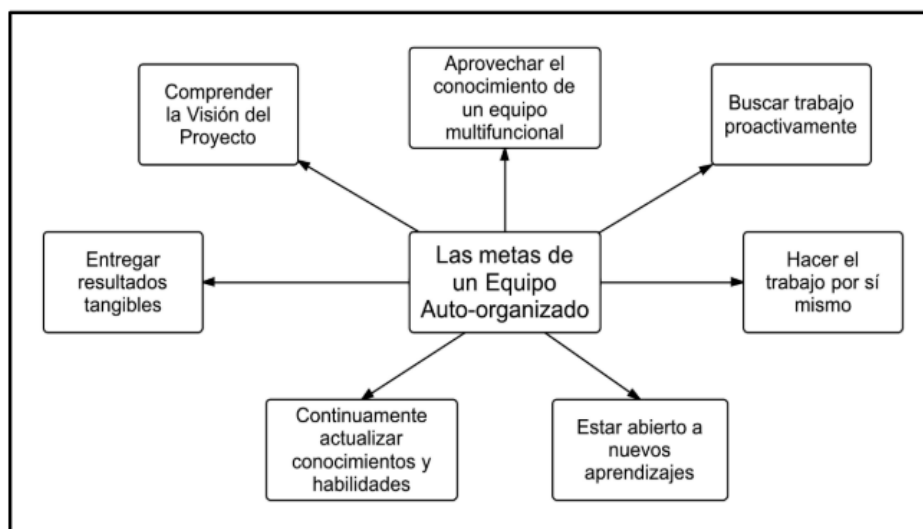 Comprender
la Visión del
Proyecto
Aprovechar el
conocimiento de
un equipo
multifuncional
Buscar trabajo
proactivamente
Entregar
resultados
tangibles
Las metas de
un Equipo
Auto-organizado
Hacer el
trabajo por sí
mismo
Continuamente
actualizar
conocimientos y
habilidades
Estar abierto a
nuevos
aprendizajes